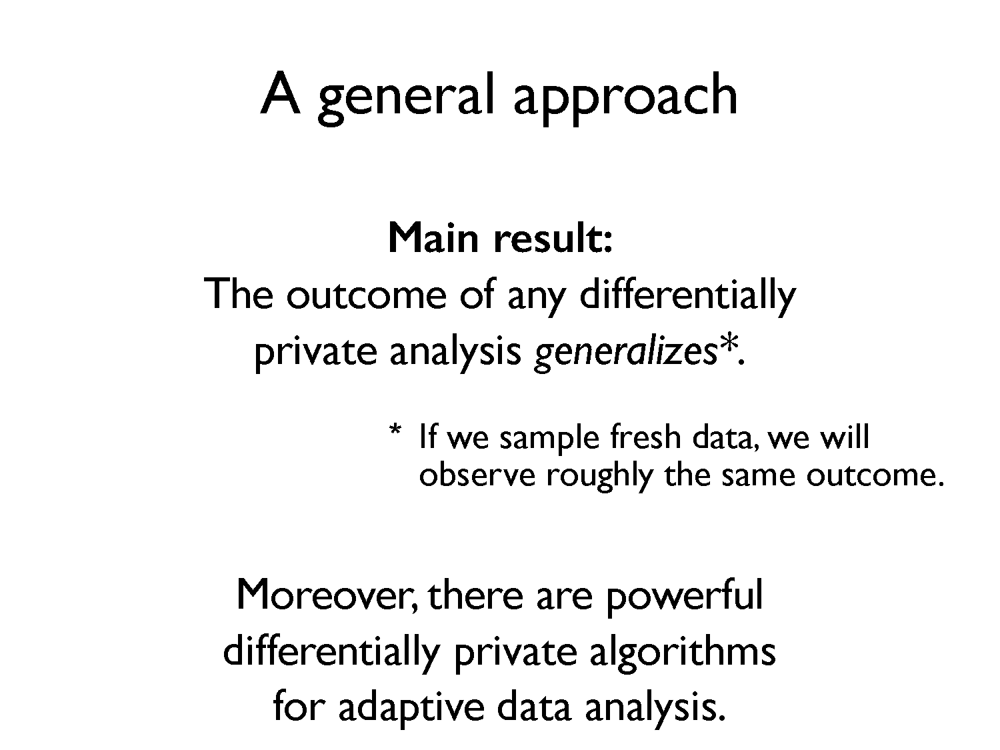 A general approach
Main result:
The outcome of any differentially
private analysis generalizes*.
* If we sample fresh data, we will
observe roughly the same outcome.
Moreover, there are powerful
differentially private algorithms
for adaptive data analysis.